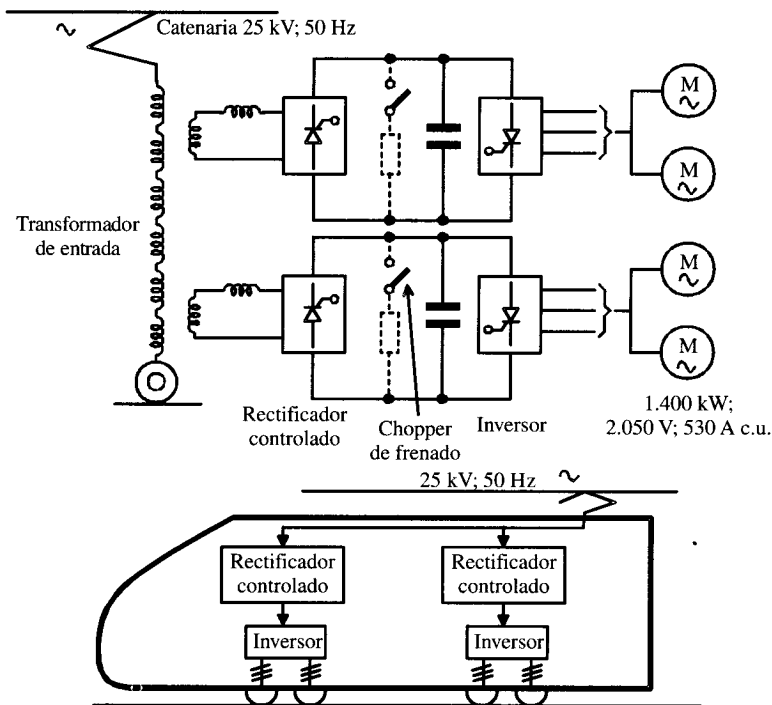 Catenaria 25 kV; 50 Hz
M
M
Transformador
de entrada
M
M
Rectificador
controlado
Chopper
de frenado
Inversor
1.400 kW;
2.050 V; 530 A c.u.
25 kV; 50 Hz
Rectificador
controlado
Rectificador
controlado
Inversor
Inversor